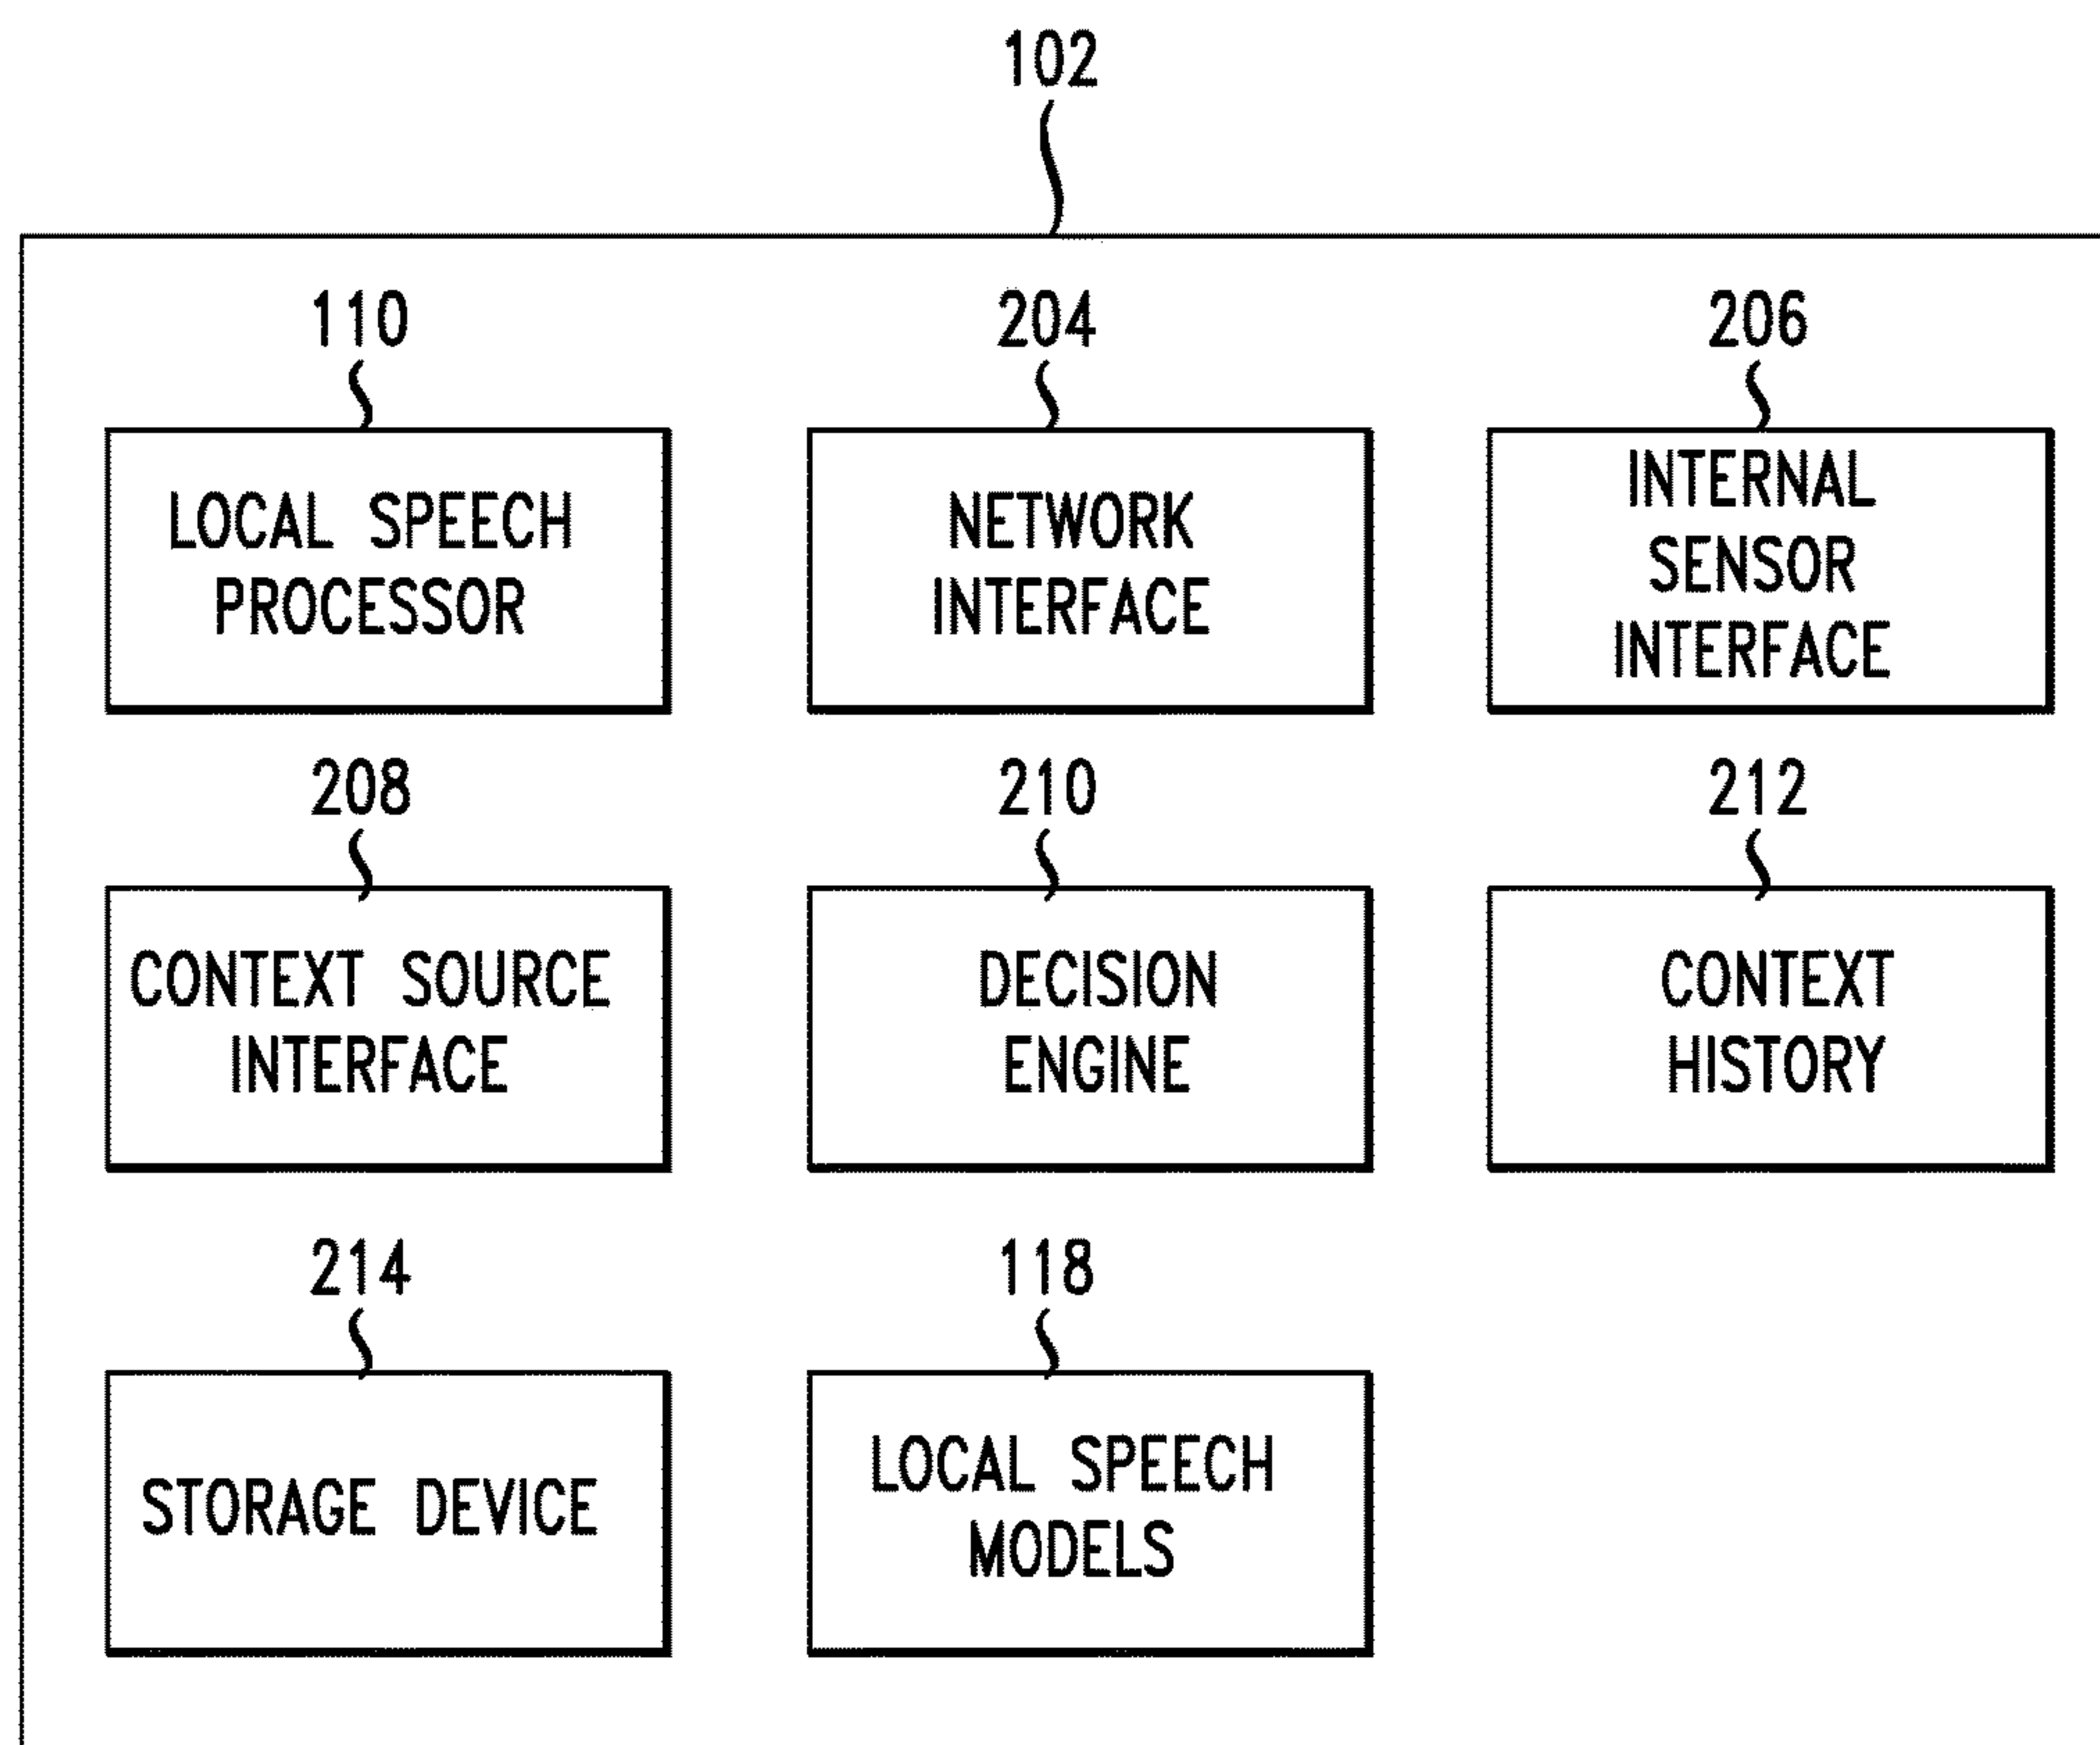 102
110
204
206
LOCAL SPEECH
PROCESSOR
NETWORK
INTERFACE
INTERNAL
SENSOR
INTERFACE
208
210
212
CONTEXT SOURCE
INTERFACE
DECISION
ENGINE
CONTEXT
HISTORY
214
118
STORAGE DEVICE
LOCAL SPEECH
MODELS